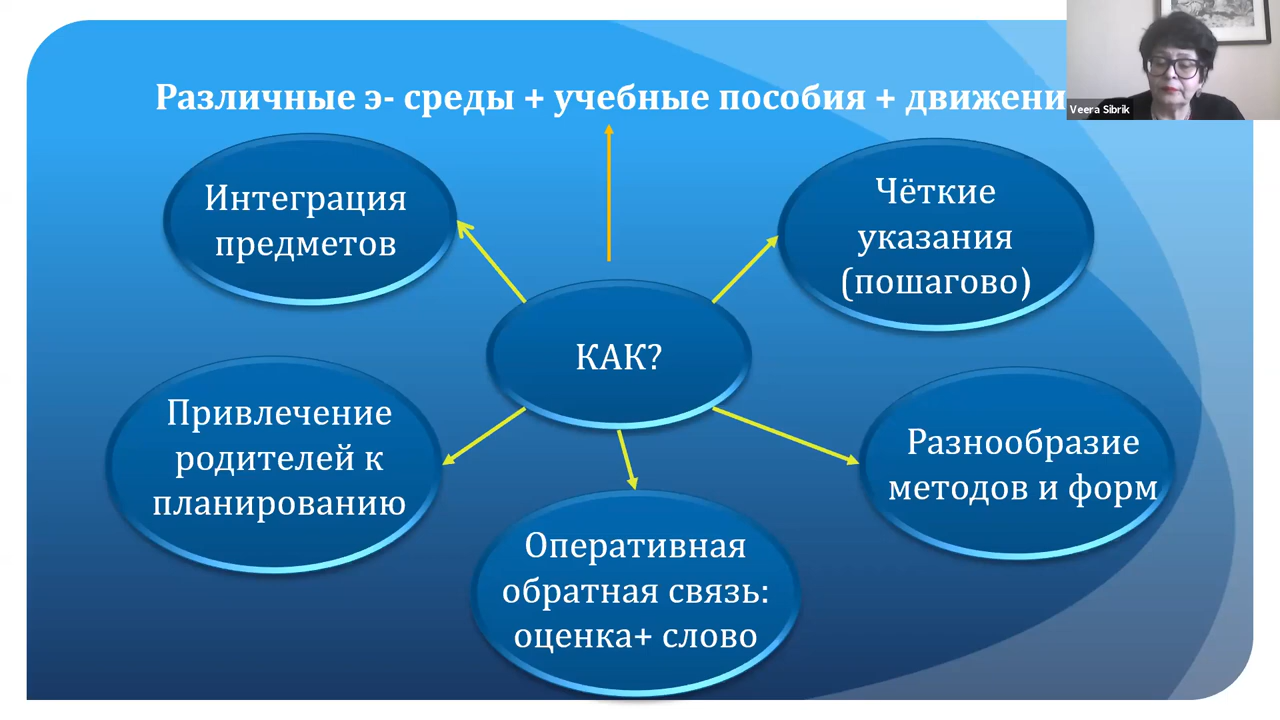 Различные э- среды + учебные пособия + движени
Veera Sibrik
Интеграция
предметов
Чёткие
указания
(пошагово)
КАК?
Привлечение
родителей к
планированию
Разнообразие
методов и форм
Оперативная
обратная связь:
оценка+ слово